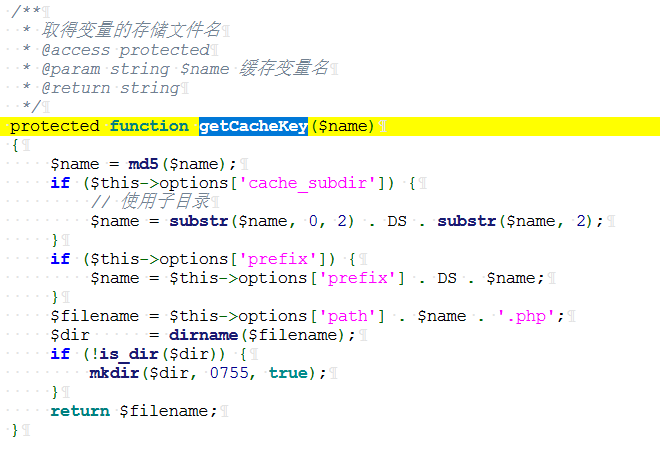 /**¶
* 取得变量的存储文件名¶
* @access protected¶
* @param string $name 缓存变量名¶
* @return string¶
*/¶
protected function getCacheKey($name)¶
{¶
$name = md5($name);¶
if ($this->options['cache_subdir']) {¶
// 使用子目录¶
$name = substr($name, 0, 2) . DS . substr($name, 2);¶
}¶
if ($this->options['prefix']) {¶
$name = $this->options['prefix'] . DS . $name;¶
}¶
$filename = $this->options['path'] . $name . '.php';¶
$dir      = dirname($filename);¶
if (!is_dir($dir)) {¶
mkdir($dir, 0755, true);¶
}¶
return $filename;¶
}¶